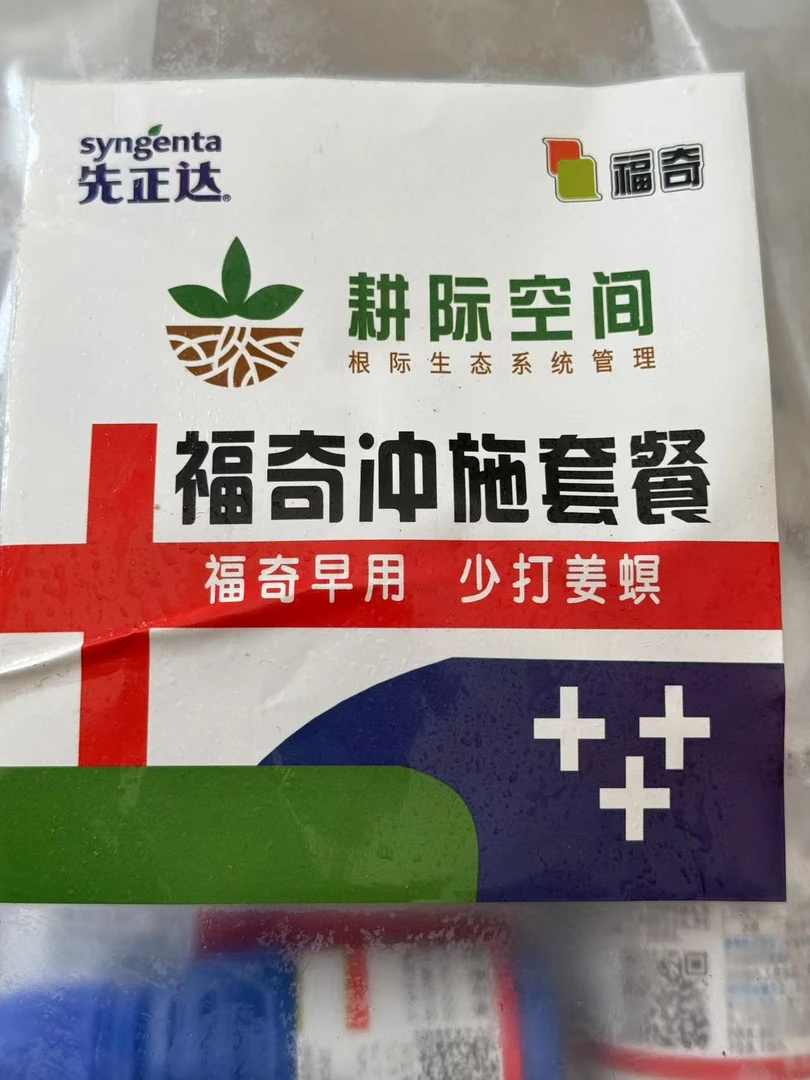 syngenta
先正达®
福奇
耕际空间
根际生态系统管理
福奇冲施套餐
福奇早用 少打姜螟